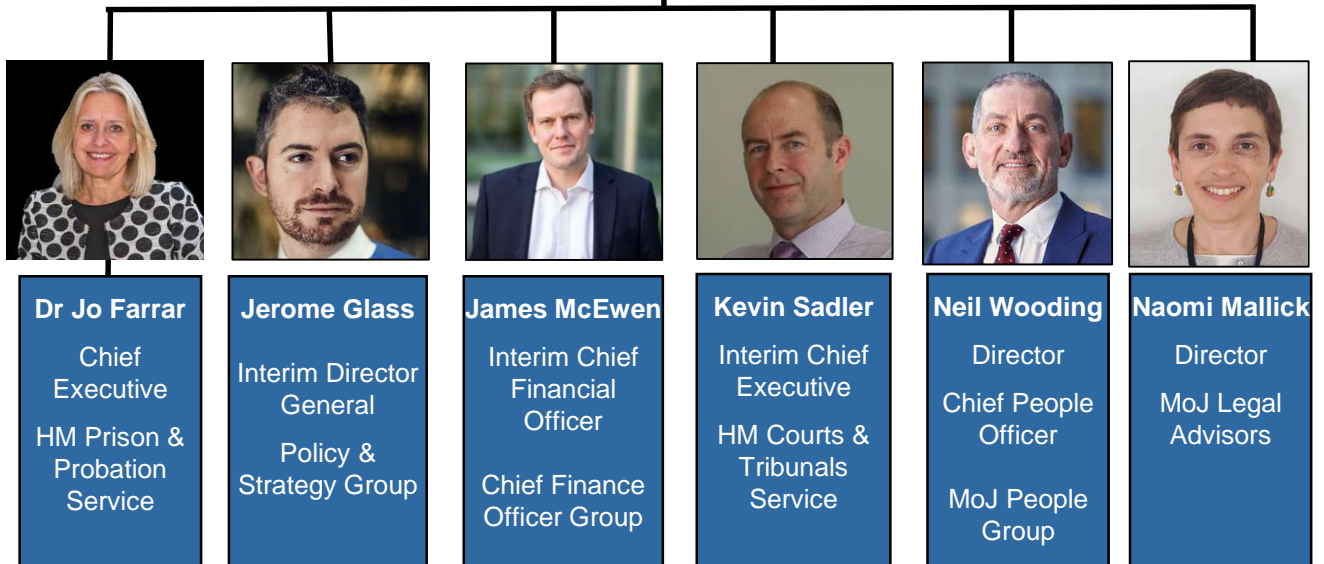 Dr Jo Farrar
Chief
Executive
HM Prison &
Probation
Service
Jerome Glass
Interim Director
General
Policy &
Strategy Group
James McEwen
Interim Chief
Financial
Officer
Chief Finance
Officer Group
Kevin Sadler
Interim Chief
Executive
HM Courts &
Tribunals
Service
Neil Wooding
Director
Chief People
Officer
MoJ People
Group
Naomi Mallick
Director
MoJ Legal
Advisors